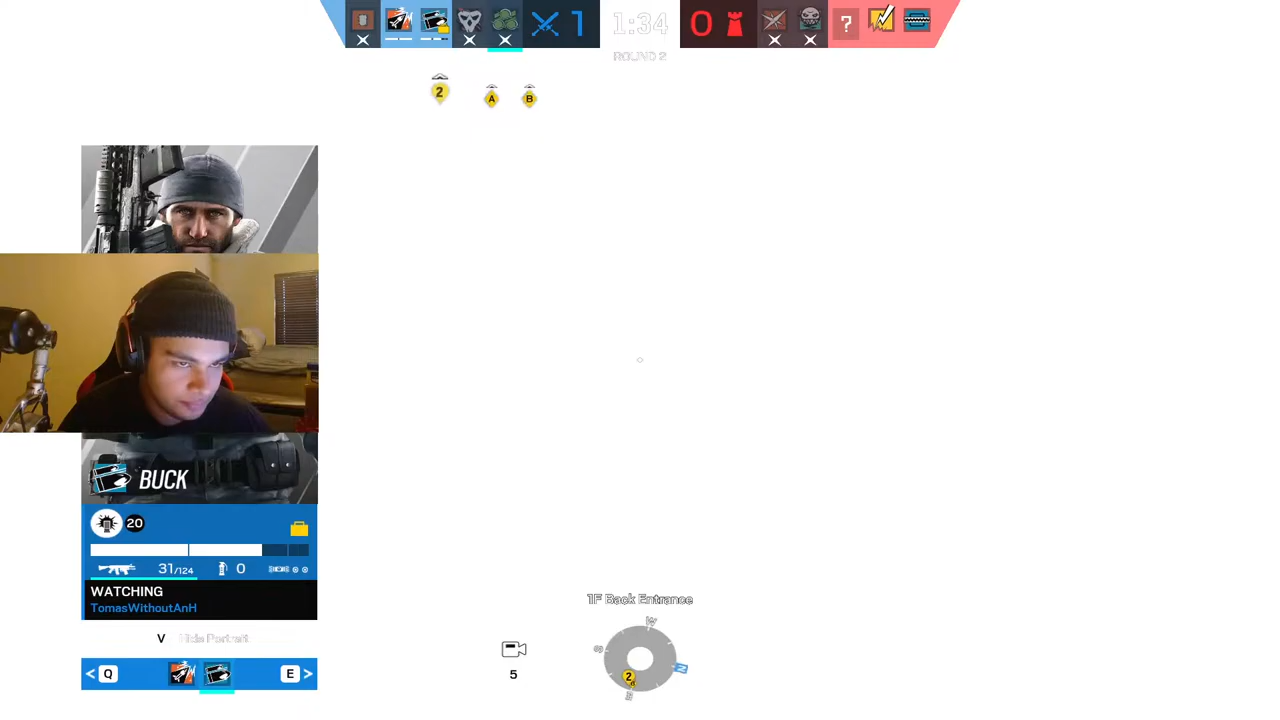 1
1:34
0
?
ROUND 2
2
A
B
BUCK
20
31/124
0
WATCHING
TomasWithoutAnH
V Hide Portrait
< Q
E >
1F Back Entrance
W
S
N
2
5